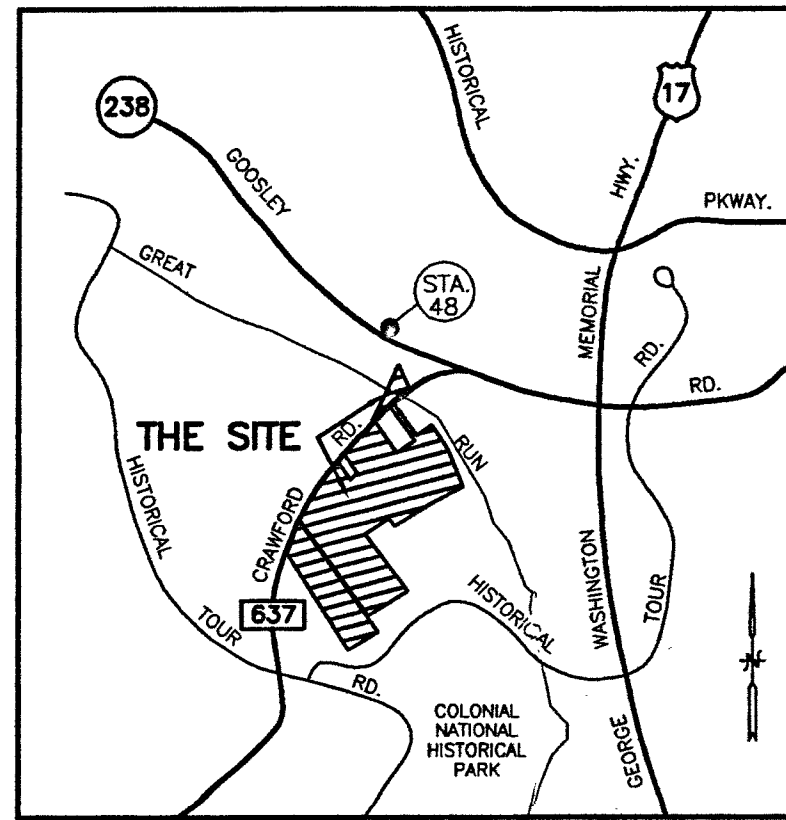 HISTORICAL
17
238
GOOSLEY
HWY.
PKWAY.
GREAT
STA.
48
MEMORIAL
RD.
RD.
THE SITE
RD.
RUN
HISTORICAL
CRAWFORD
637
TOUR
RD.
HISTORICAL
WASHINGTON
TOUR
COLONIAL
NATIONAL
HISTORICAL
PARK
GEORGE
N